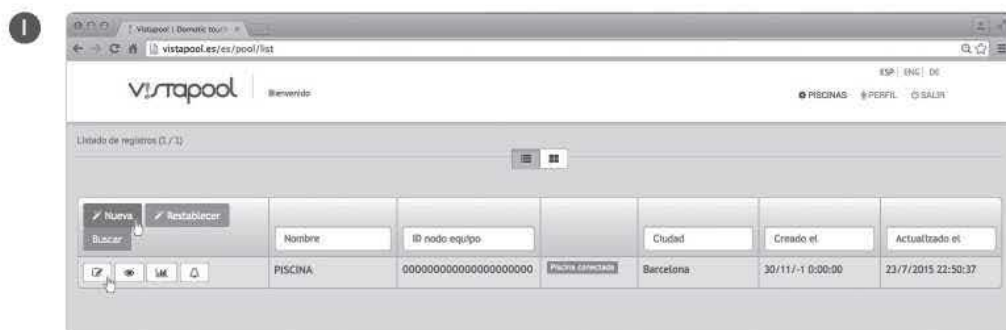 I
Vistapool | Domotic touch
vistapool.es/es/pool/list
ESP | ENG | DE
vistapool
Bienvenido
PISCINAS PERFIL SALIR
Listado de registros (1 / 1)
Nueva Restablecer
Buscar Nombre ID nodo equipo Ciudad Creado el Actualizado el
PISCINA 00000000000000000000000 Piscina conectada Barcelona 30/11/-1 0:00:00 23/7/2015 22:50:37